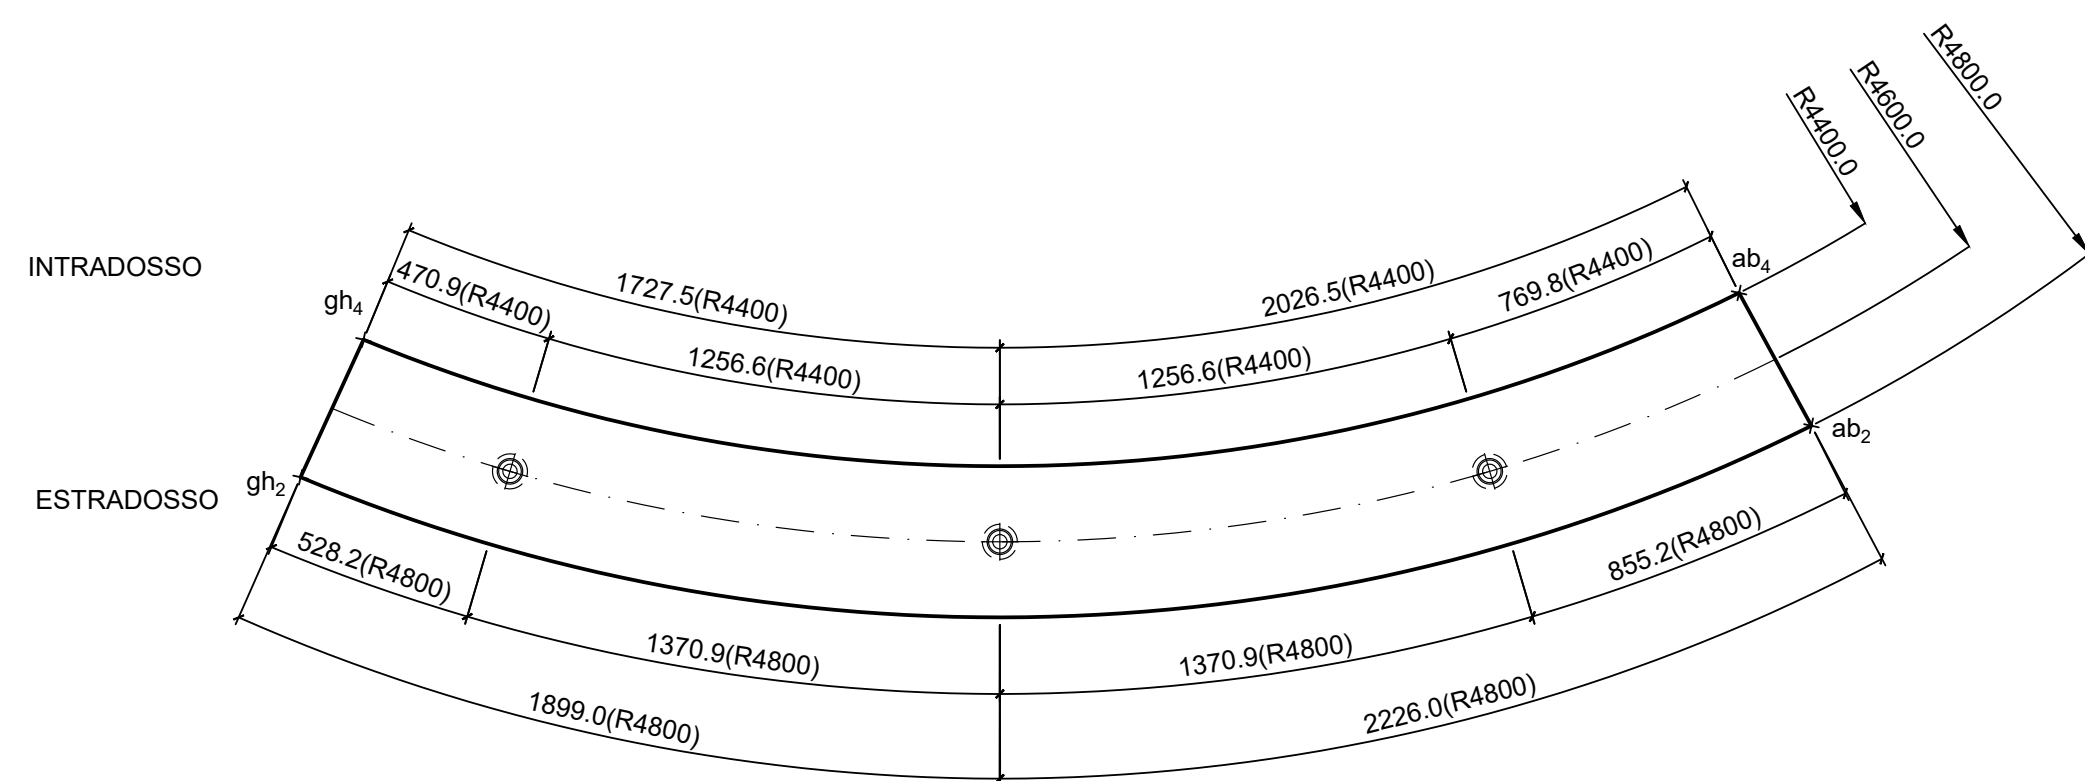 R4800.0
R4600.0
R4400.0
INTRADOSSO
gh4
470.9(R4400)
1727.5(R4400)
2026.5(R4400)
769.8(R4400)
ab4
1256.6(R4400)
1256.6(R4400)
ESTRADOSSO
gh2
ab2
528.2(R4800)
1370.9(R4800)
1370.9(R4800)
855.2(R4800)
1899.0(R4800)
2226.0(R4800)